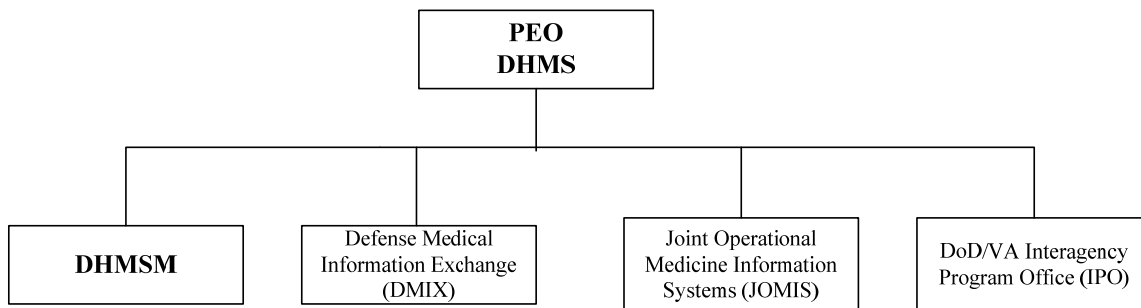 PEO
DHMS
DHMSM
Defense Medical
Information Exchange
(DMIX)
Joint Operational
Medicine Information
Systems (JOMIS)
DoD/VA Interagency
Program Office (IPO)